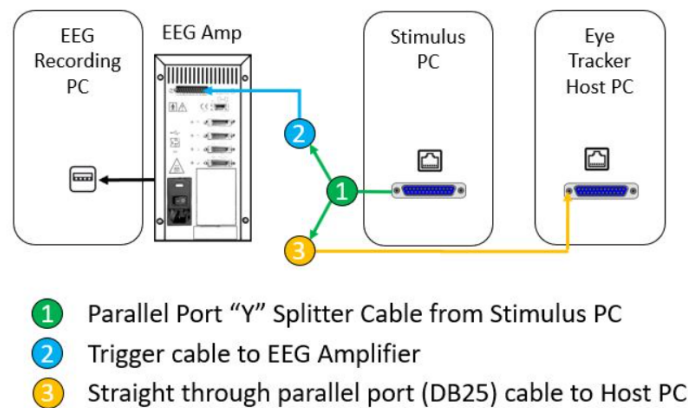 EEG
Recording
PC
EEG Amp
Stimulus
PC
Eye
Tracker
Host PC
2
1
3
1 Parallel Port “Y” Splitter Cable from Stimulus PC
2 Trigger cable to EEG Amplifier
3 Straight through parallel port (DB25) cable to Host PC